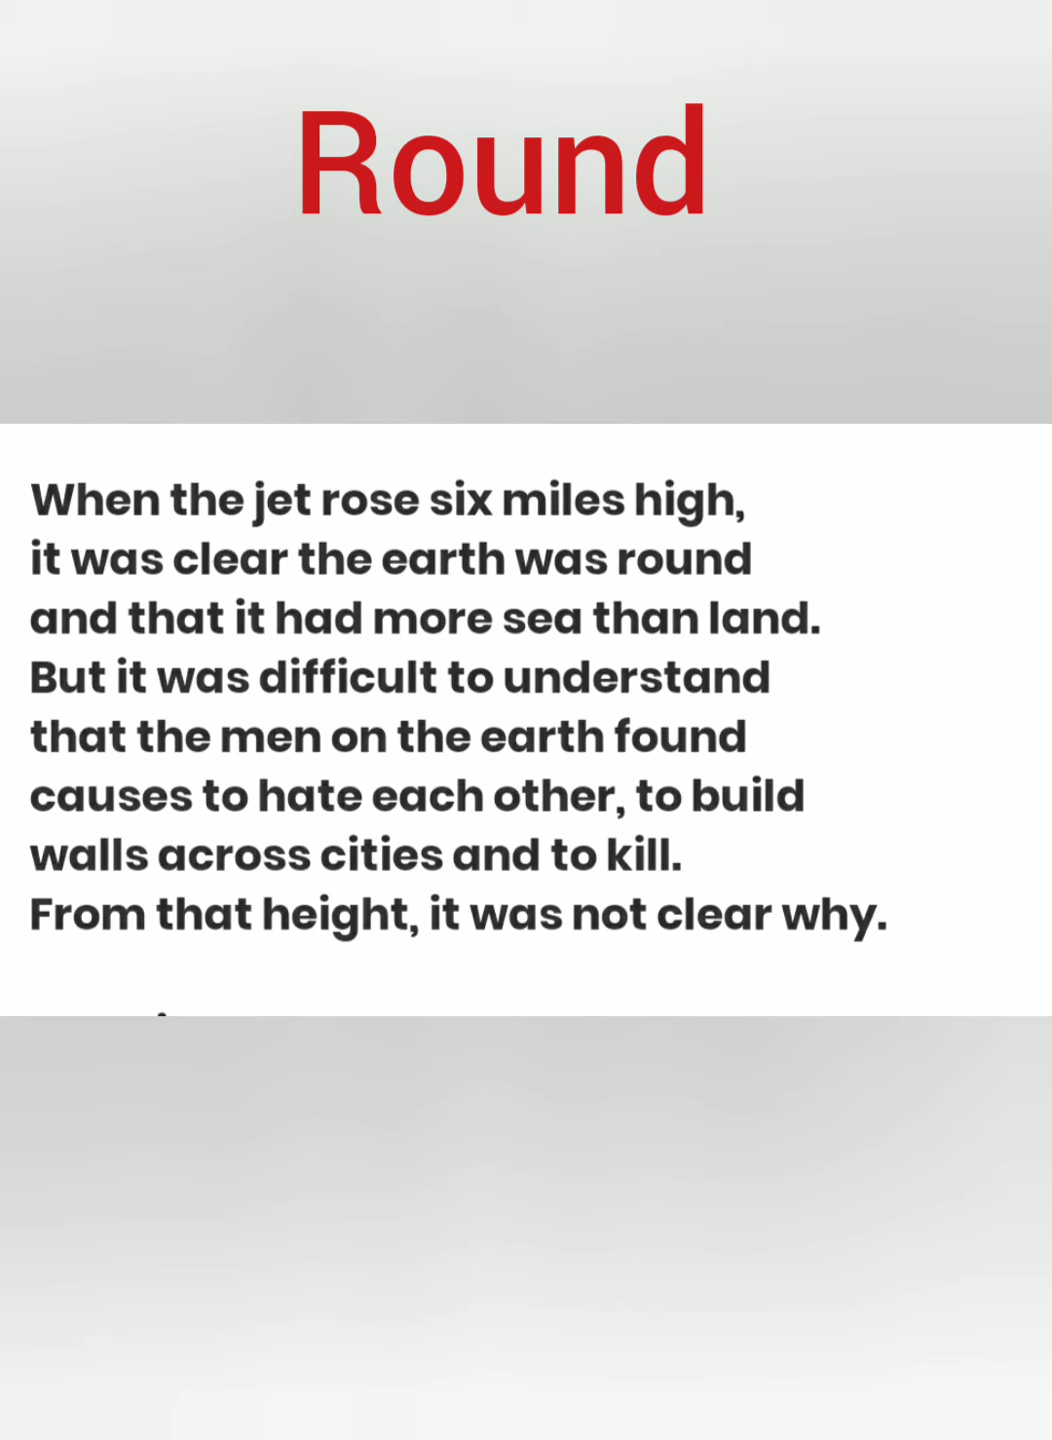 Round
When the jet rose six miles high,
it was clear the earth was round
and that it had more sea than land.
But it was difficult to understand
that the men on the earth found
causes to hate each other, to build
walls across cities and to kill.
From that height, it was not clear why.